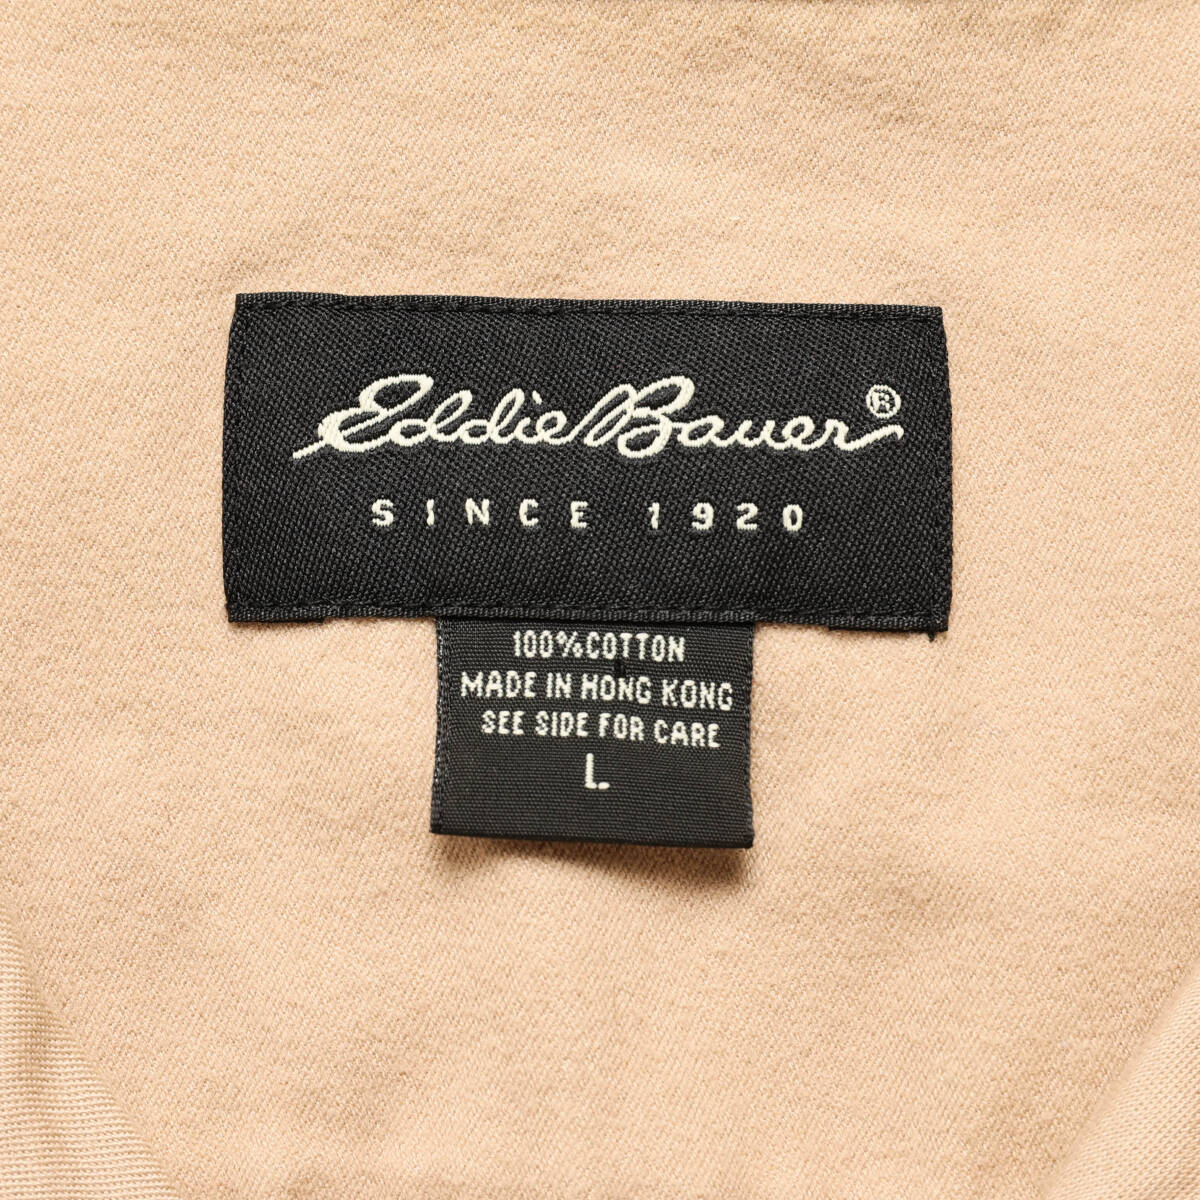 Eddie Bauer®
SINCE 1920
100% COTTON
MADE IN HONG KONG
SEE SIDE FOR CARE
L